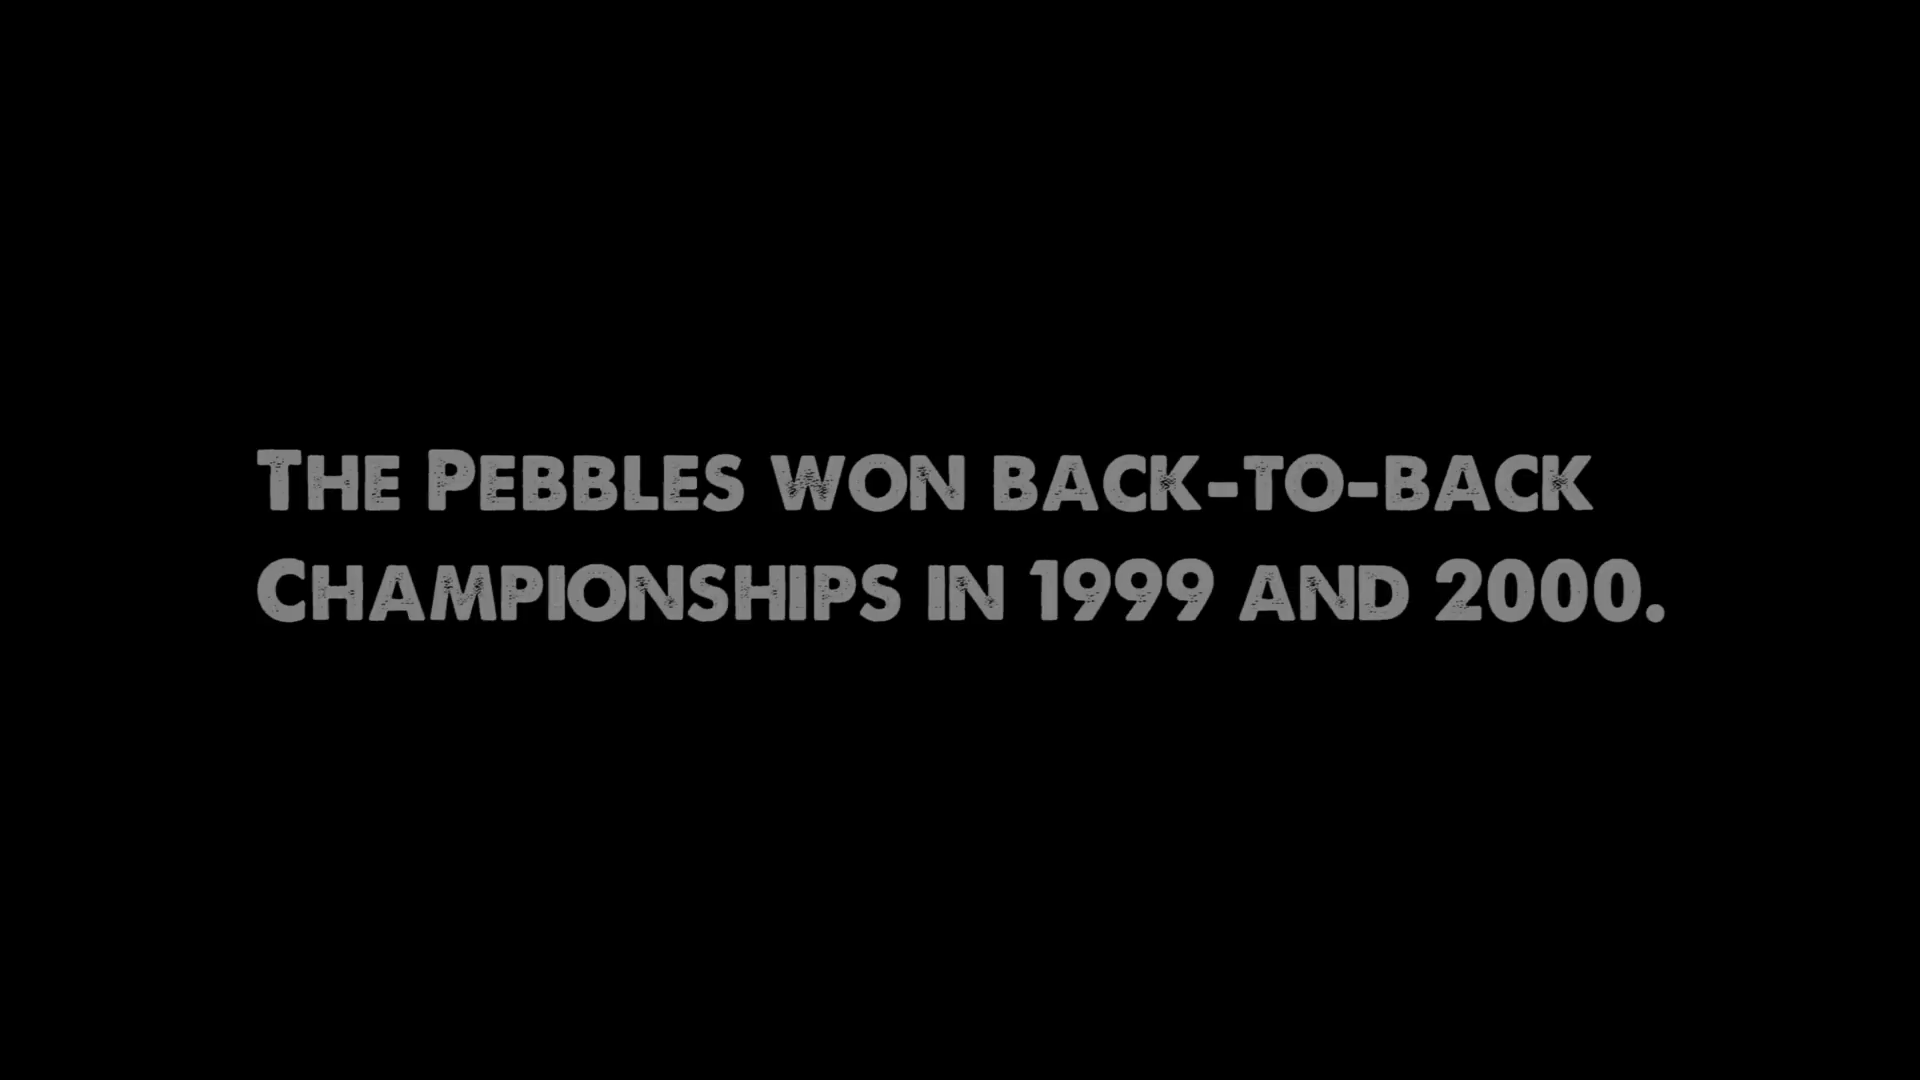 The Pebbles won back-to-back
Championships in 1999 and 2000.